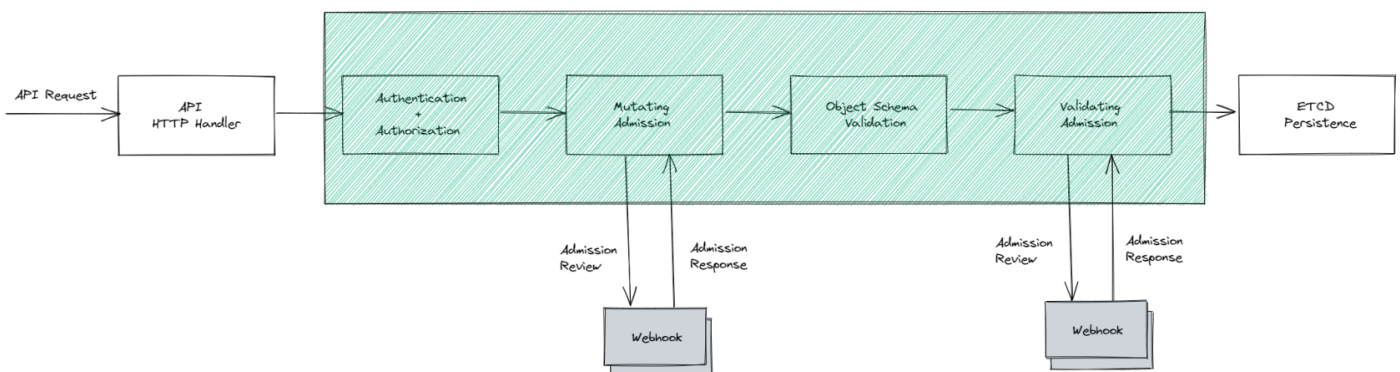 API Request
API
HTTP Handler
Authentication
+
Authorization
Mutating
Admission
Object Schema
Validation
Validating
Admission
ETCD
Persistence
Admission
Review
Admission
Response
Admission
Review
Admission
Response
Webhook
Webhook